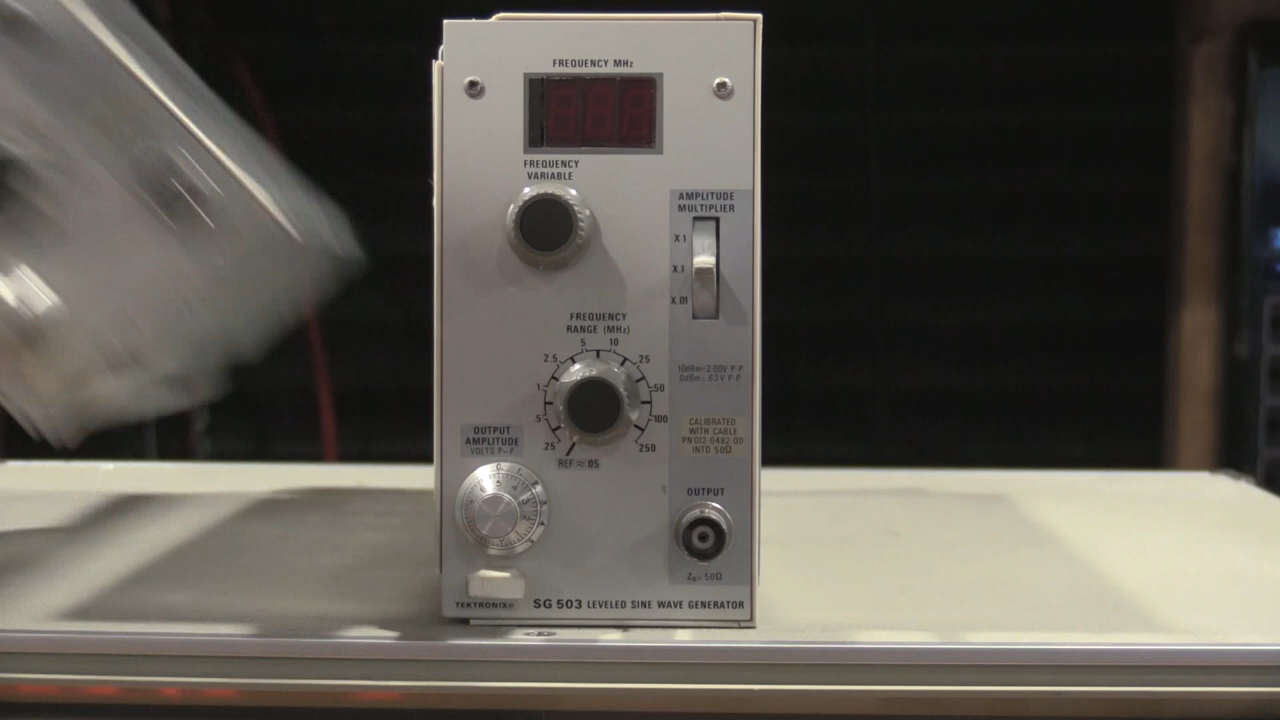 FREQUENCY MHz
FREQUENCY
VARIABLE
AMPLITUDE
MULTIPLIER
X 1
X.1
X.01
FREQUENCY
RANGE (MHz)
5 10
2.5 25
1 50
.5 100
.25 250
REF ≈.05
10dBm=2.00V P P
0dBm=.63V P P
CALIBRATED
WITH CABLE
PN 012-0482-00
INTO 50Ω
OUTPUT
AMPLITUDE
VOLTS P-P
OUTPUT
Z₀=50Ω
TEKTRONIX® SG 503 LEVELED SINE WAVE GENERATOR